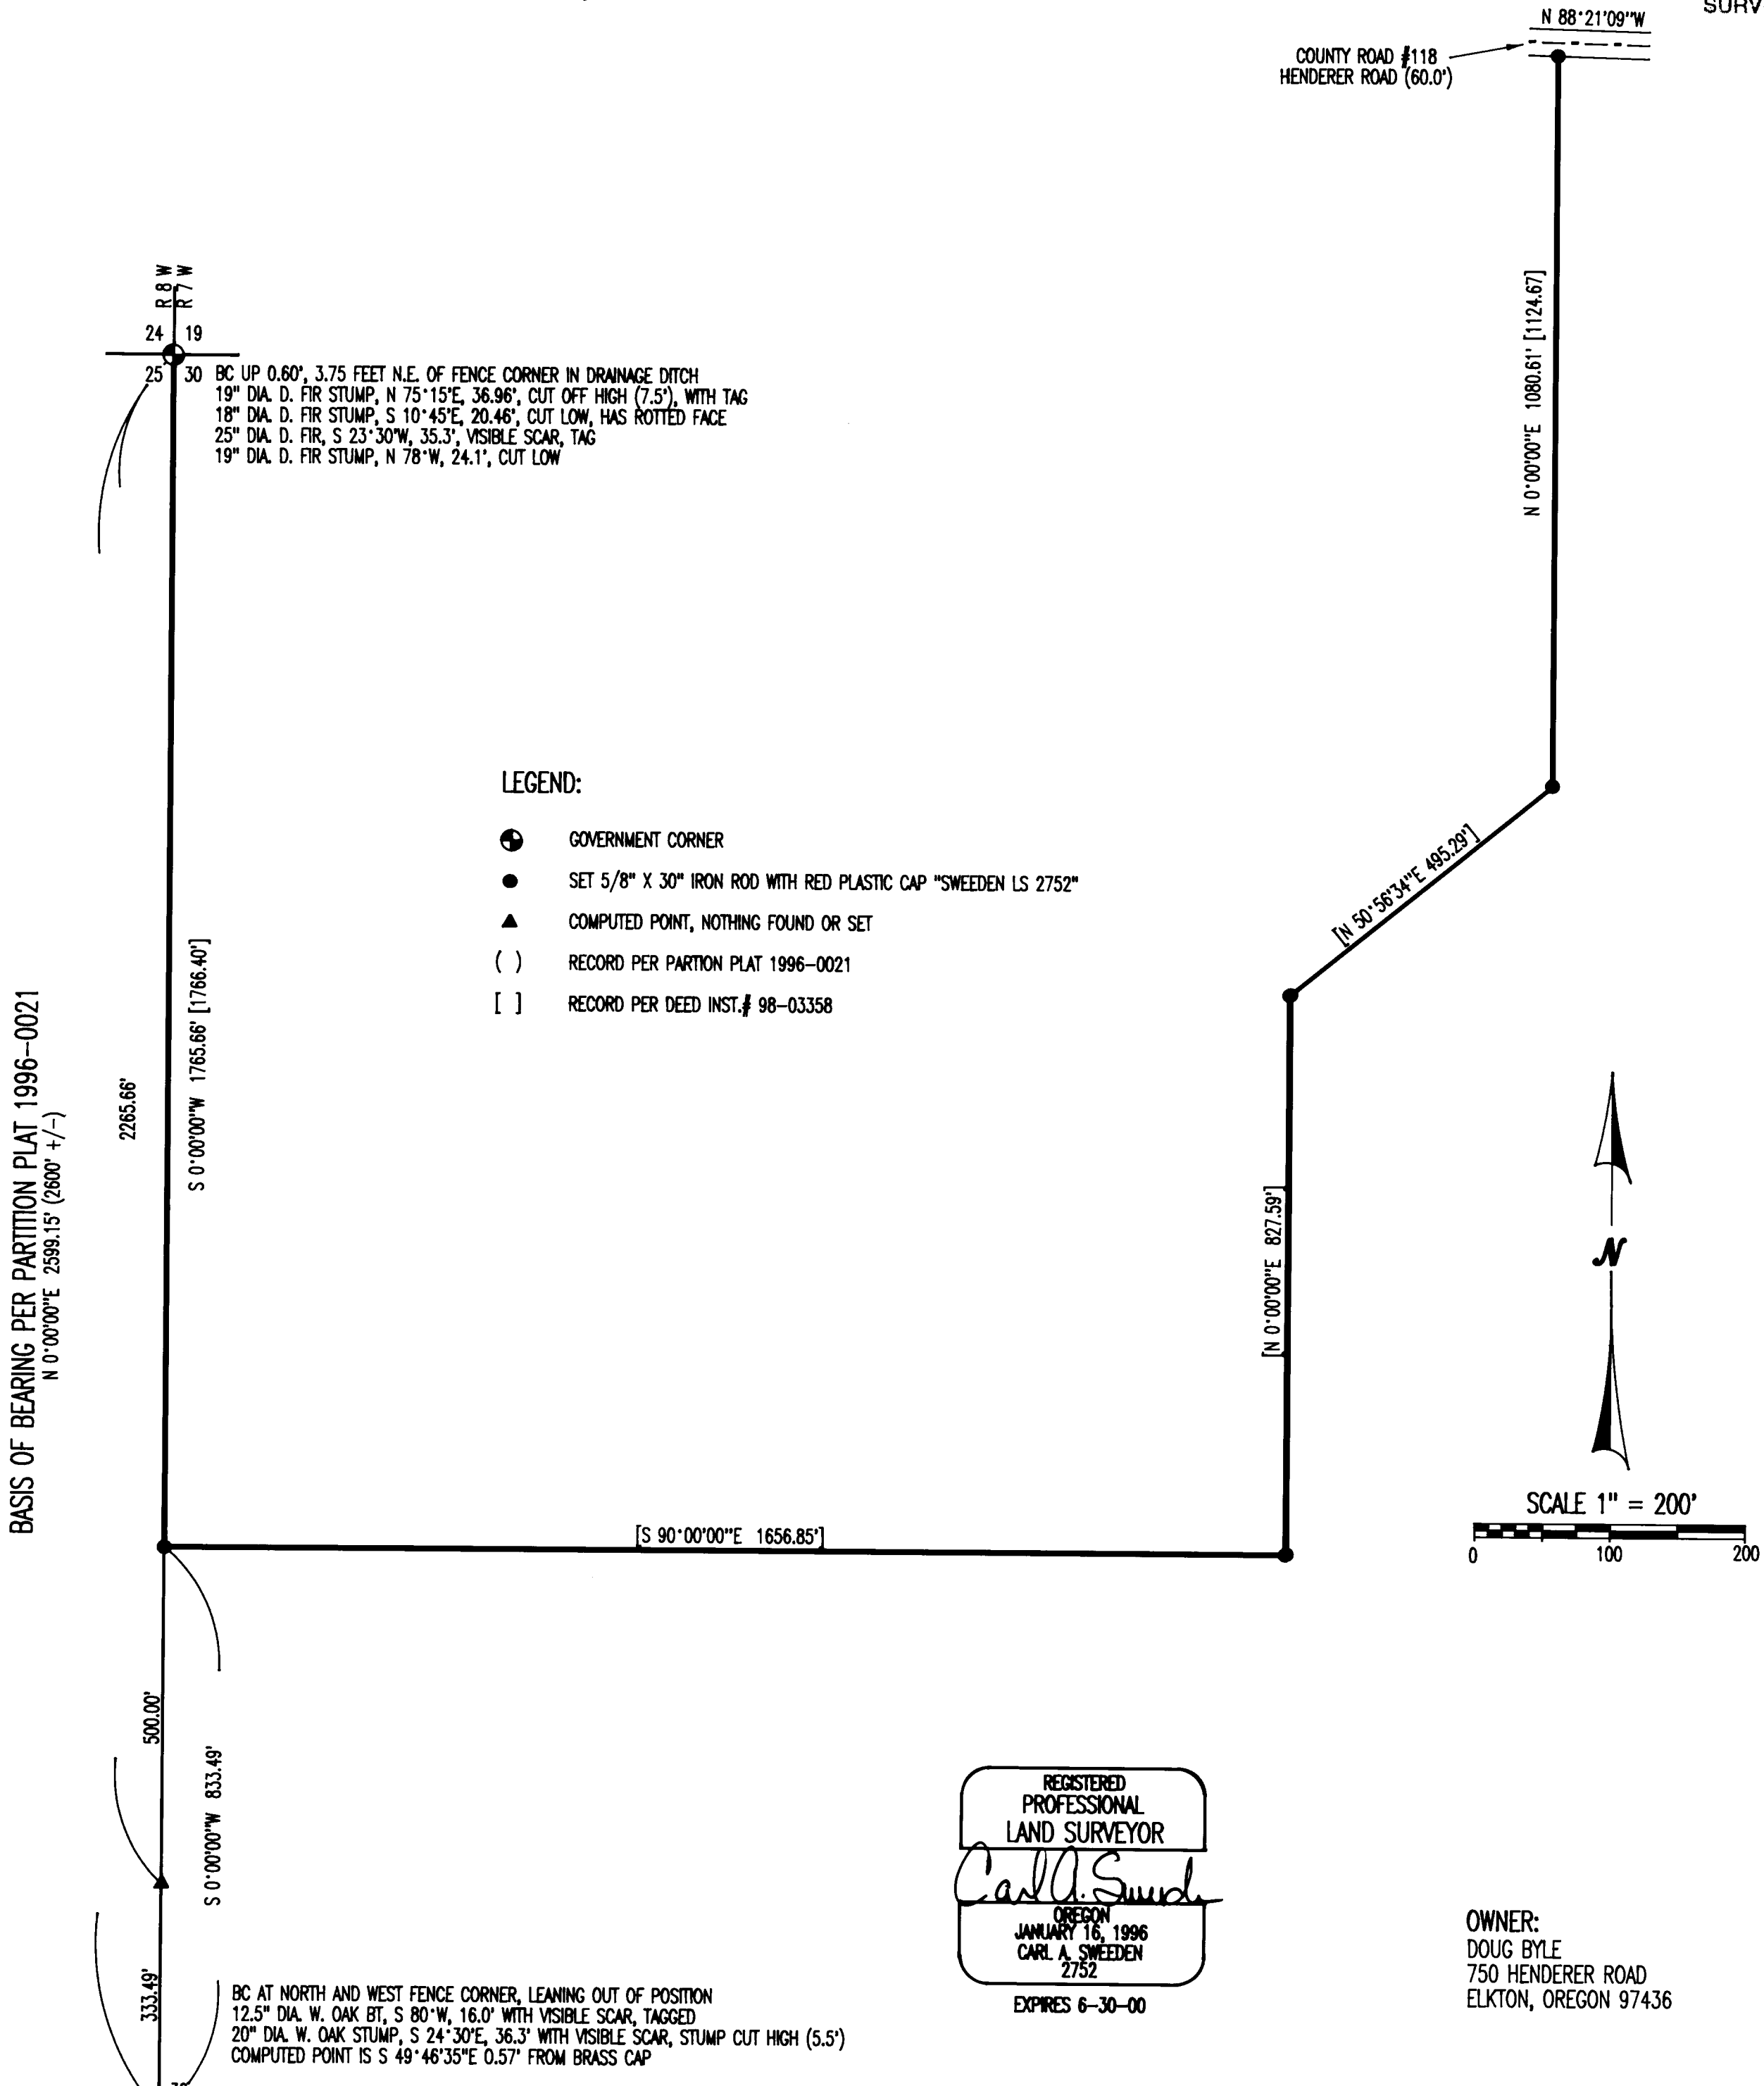 SURV
N 88°21'09"W
COUNTY ROAD #118
HENDERER ROAD (60.0')
N 0°00'00"E 1080.61' [1124.67]
R 8 W
R 7 W
24 19
25 30
BC UP 0.60', 3.75 FEET N.E. OF FENCE CORNER IN DRAINAGE DITCH
19" DIA. D. FIR STUMP, N 75°15'E, 36.96', CUT OFF HIGH (7.5'), WITH TAG
18" DIA. D. FIR STUMP, S 10°45'E, 20.46', CUT LOW, HAS ROTTED FACE
25" DIA. D. FIR, S 23°30'W, 35.3', VISIBLE SCAR, TAG
19" DIA. D. FIR STUMP, N 78°W, 24.1', CUT LOW
LEGEND:
GOVERNMENT CORNER
SET 5/8" X 30" IRON ROD WITH RED PLASTIC CAP "SWEEDEN LS 2752"
COMPUTED POINT, NOTHING FOUND OR SET
( ) RECORD PER PARTION PLAT 1996-0021
[ ] RECORD PER DEED INST.# 98-03358
[N 50°56'34"E 495.29']
BASIS OF BEARING PER PARTITION PLAT 1996-0021
N 0°00'00"E 2599.15' (2600' +/-)
2265.66'
S 0°00'00"W 1765.66' [1766.40']
[N 0°00'00"E 827.59']
N
SCALE 1" = 200'
0 100 200
[S 90°00'00"E 1656.85']
500.00'
S 0°00'00"W 833.49'
333.49'
REGISTERED
PROFESSIONAL
LAND SURVEYOR
Carl A. Sweeden
OREGON
JANUARY 16, 1996
CARL A. SWEEDEN
2752
EXPIRES 6-30-00
OWNER:
DOUG BYLE
750 HENDERER ROAD
ELKTON, OREGON 97436
BC AT NORTH AND WEST FENCE CORNER, LEANING OUT OF POSITION
12.5" DIA. W. OAK BT, S 80°W, 16.0' WITH VISIBLE SCAR, TAGGED
20" DIA. W. OAK STUMP, S 24°30'E, 36.3' WITH VISIBLE SCAR, STUMP CUT HIGH (5.5')
COMPUTED POINT IS S 49°46'35"E 0.57' FROM BRASS CAP